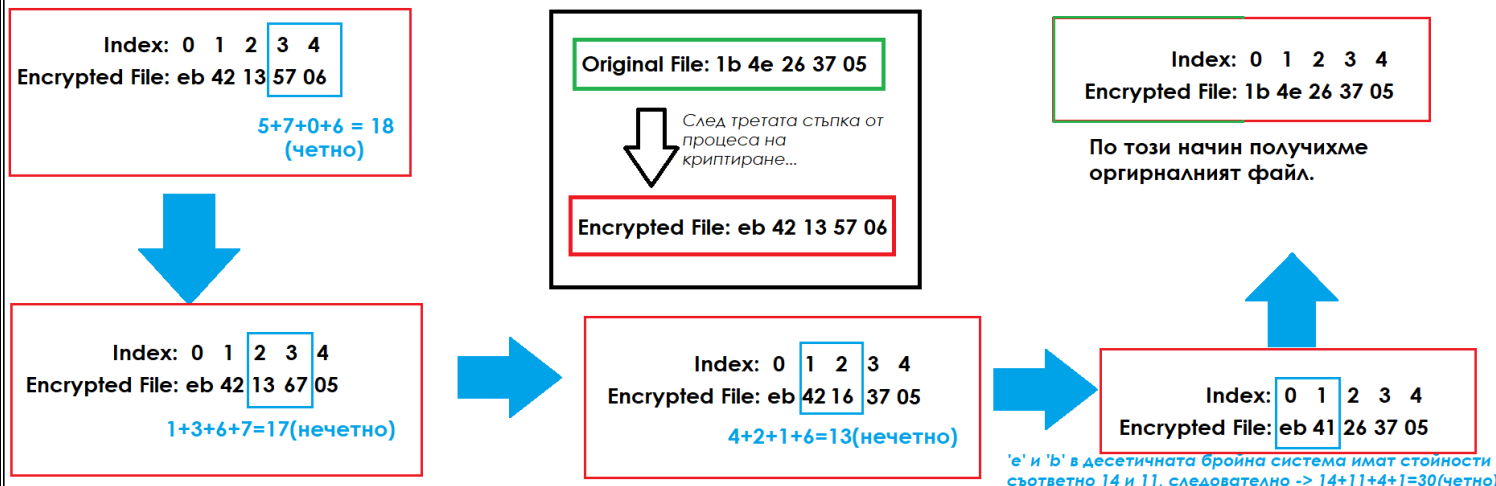 Index: 0 1 2 3 4
Encrypted File: eb 42 13 57 06
5+7+0+6 = 18
(четно)
Original File: 1b 4e 26 37 05
След третата стъпка от
процеса на
криптиране...
Encrypted File: eb 42 13 57 06
Index: 0 1 2 3 4
Encrypted File: 1b 4e 26 37 05
По този начин получихме
оргирналният файл.
Index: 0 1 2 3 4
Encrypted File: eb 42 13 67 05
1+3+6+7=17(нечетно)
Index: 0 1 2 3 4
Encrypted File: eb 42 16 37 05
4+2+1+6=13(нечетно)
Index: 0 1 2 3 4
Encrypted File: eb 41 26 37 05
'e' и 'b' в десетичната бройна система имат стойности
съответно 14 и 11, следователно -> 14+11+4+1=30(четно)